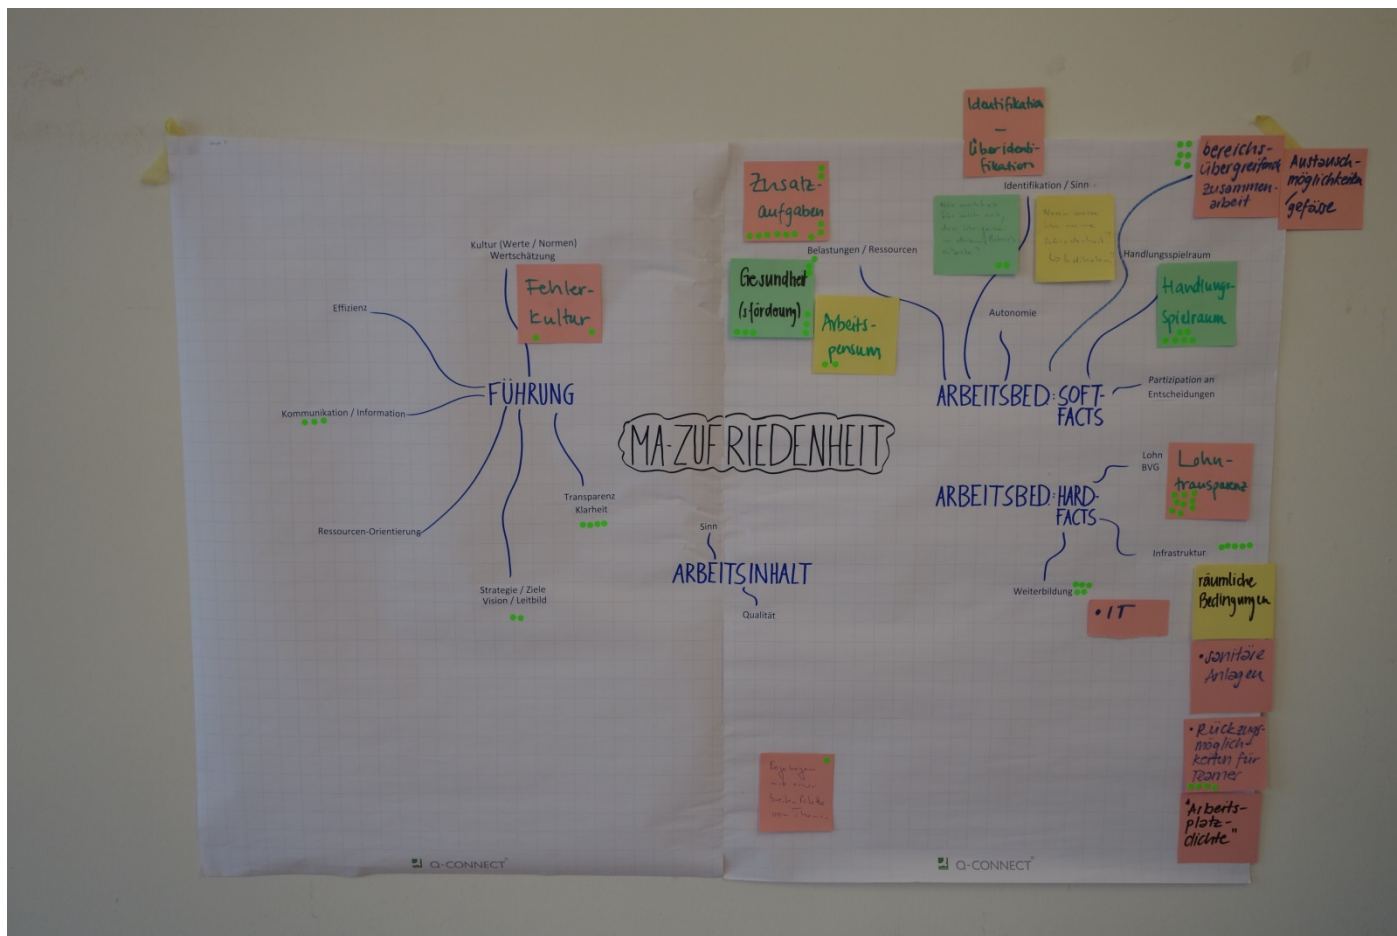 Kultur (Werte / Normen)
Wertschätzung
Fehler-
kultur
Effizienz
FÜHRUNG
Kommunikation / Information
Transparenz
Klarheit
Ressourcen-Orientierung
Strategie / Ziele
Vision / Leitbild
MA-ZUFRIEDENHEIT
Sinn
ARBEITSINHALT
Qualität
Zusatz-
aufgaben
Belastungen / Ressourcen
Gesundheit
(sförderung)
Arbeits-
pensum
Identifikation
–
Überidenti-
fikation
Identifikation / Sinn
Autonomie
bereichs-
übergreifende
zusammen-
arbeit
Austausch-
möglichkeiten
gefässe
Handlungsspielraum
Handlungs-
Spielraum
ARBEITSBED: SOFT-
FACTS
Partizipation an
Entscheidungen
ARBEITSBED: HARD-
FACTS
Lohn
BVG
Lohn-
transparenz
Infrastruktur
Weiterbildung
• IT
räumliche
Bedingungen
• sanitäre
Anlagen
• Rückzugs-
möglich-
keiten für
Teamer
"Arbeits-
platz-
dichte"
Q-CONNECT
Q-CONNECT